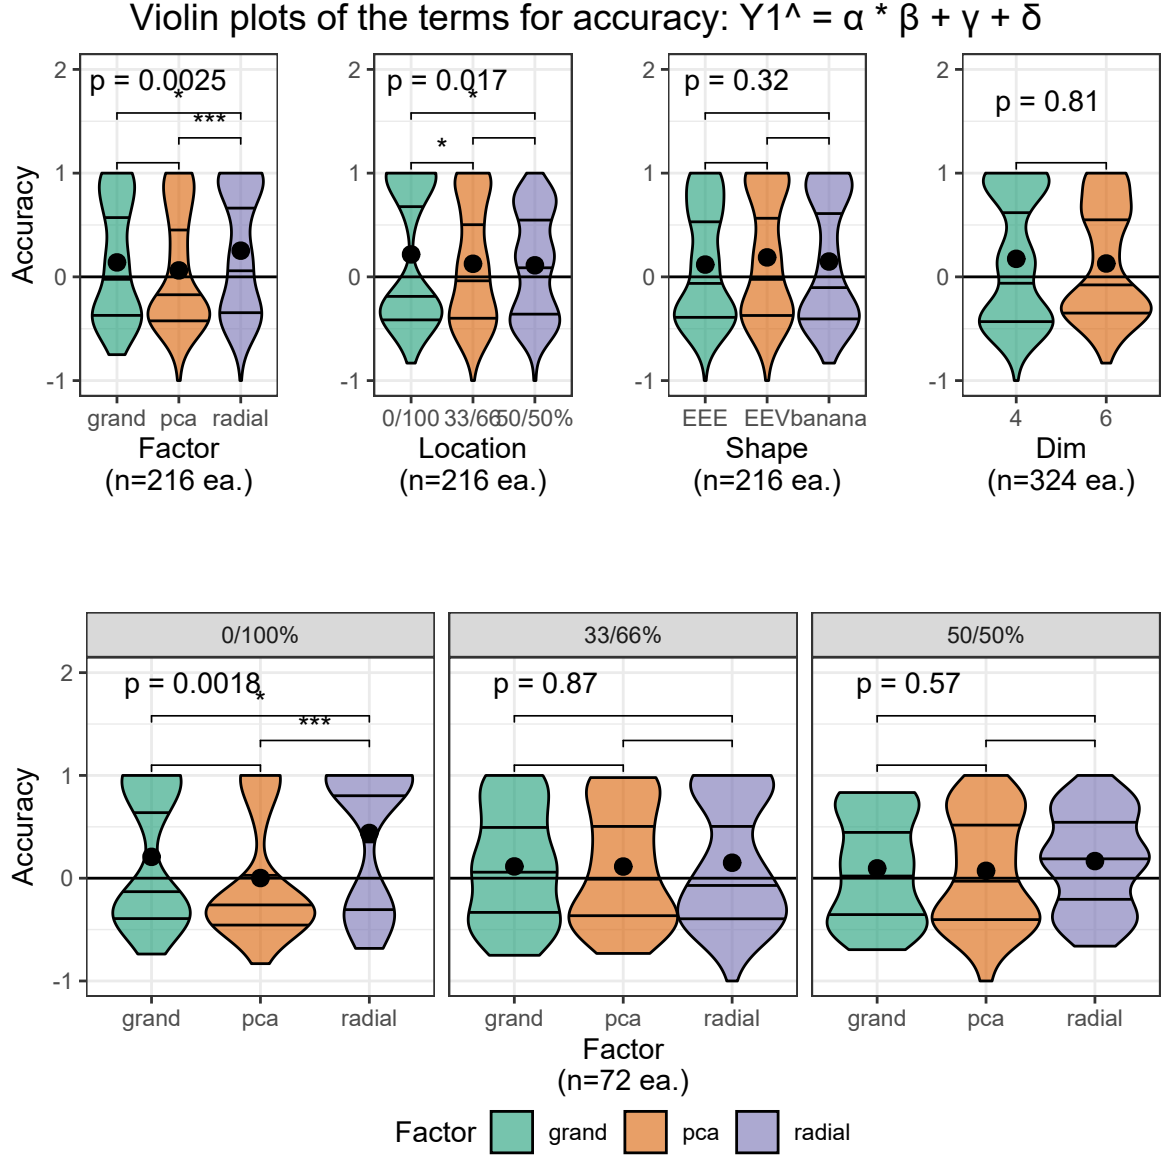 Violin plots of the terms for accuracy: Y1^ = α * β + γ + δ
Accuracy
2
1
0
-1
p = 0.0025
*
***
grand pca radial
Factor
(n=216 ea.)
2
1
0
-1
p = 0.017
*
*
0/100 33/66 50/50%
Location
(n=216 ea.)
2
1
0
-1
p = 0.32
EEE EEV banana
Shape
(n=216 ea.)
2
1
0
-1
p = 0.81
4 6
Dim
(n=324 ea.)
Accuracy
2
1
0
-1
0/100%
p = 0.0018
*
***
grand pca radial
33/66%
p = 0.87
grand pca radial
50/50%
p = 0.57
grand pca radial
Factor
(n=72 ea.)
Factor grand pca radial